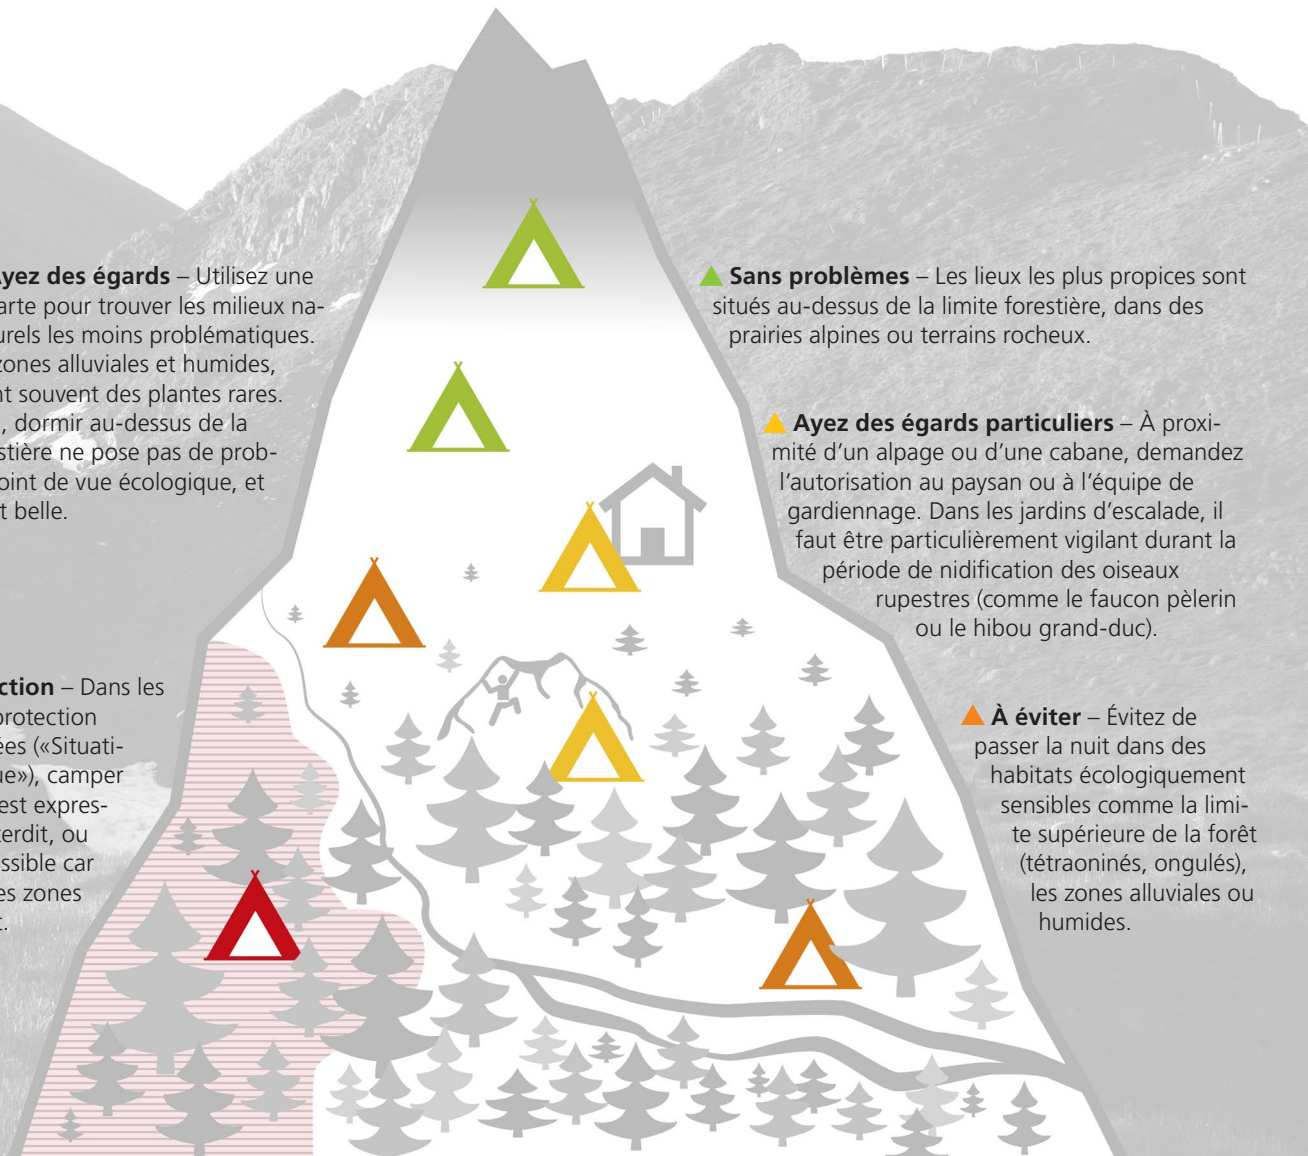 Ayez des égards – Utilisez une
arte pour trouver les milieux na-
urels les moins problématiques.
zones alluviales et humides,
nt souvent des plantes rares.
, dormir au-dessus de la
stière ne pose pas de prob-
oint de vue écologique, et
t belle.
ction – Dans les
protection
ées («Situati-
ue»), camper
est expres-
terdit, ou
ssible car
es zones
t.
Sans problèmes – Les lieux les plus propices sont
situés au-dessus de la limite forestière, dans des
prairies alpines ou terrains rocheux.
Ayez des égards particuliers – À proxi-
mité d’un alpage ou d’une cabane, demandez
l’autorisation au paysan ou à l’équipe de
gardiennage. Dans les jardins d’escalade, il
faut être particulièrement vigilant durant la
période de nidification des oiseaux
rupestres (comme le faucon pèlerin
ou le hibou grand-duc).
À éviter – Évitez de
passer la nuit dans des
habitats écologiquement
sensibles comme la limi-
te supérieure de la forêt
(tétraoninés, ongulés),
les zones alluviales ou
humides.